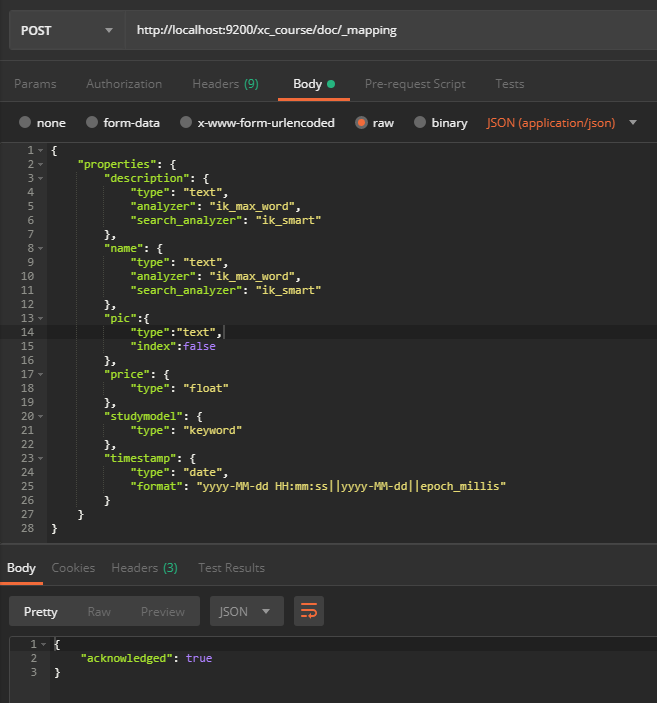 POST http://localhost:9200/xc_course/doc/_mapping
Params Authorization Headers (9) Body Pre-request Script Tests
none form-data x-www-form-urlencoded raw binary JSON (application/json)
1 {
2 "properties": {
3 "description": {
4 "type": "text",
5 "analyzer": "ik_max_word",
6 "search_analyzer": "ik_smart"
7 },
8 "name": {
9 "type": "text",
10 "analyzer": "ik_max_word",
11 "search_analyzer": "ik_smart"
12 },
13 "pic":{
14 "type":"text",
15 "index":false
16 },
17 "price": {
18 "type": "float"
19 },
20 "studymodel": {
21 "type": "keyword"
22 },
23 "timestamp": {
24 "type": "date",
25 "format": "yyyy-MM-dd HH:mm:ss||yyyy-MM-dd||epoch_millis"
26 }
27 }
28 }
Body Cookies Headers (3) Test Results
Pretty Raw Preview JSON
1 {
2 "acknowledged": true
3 }